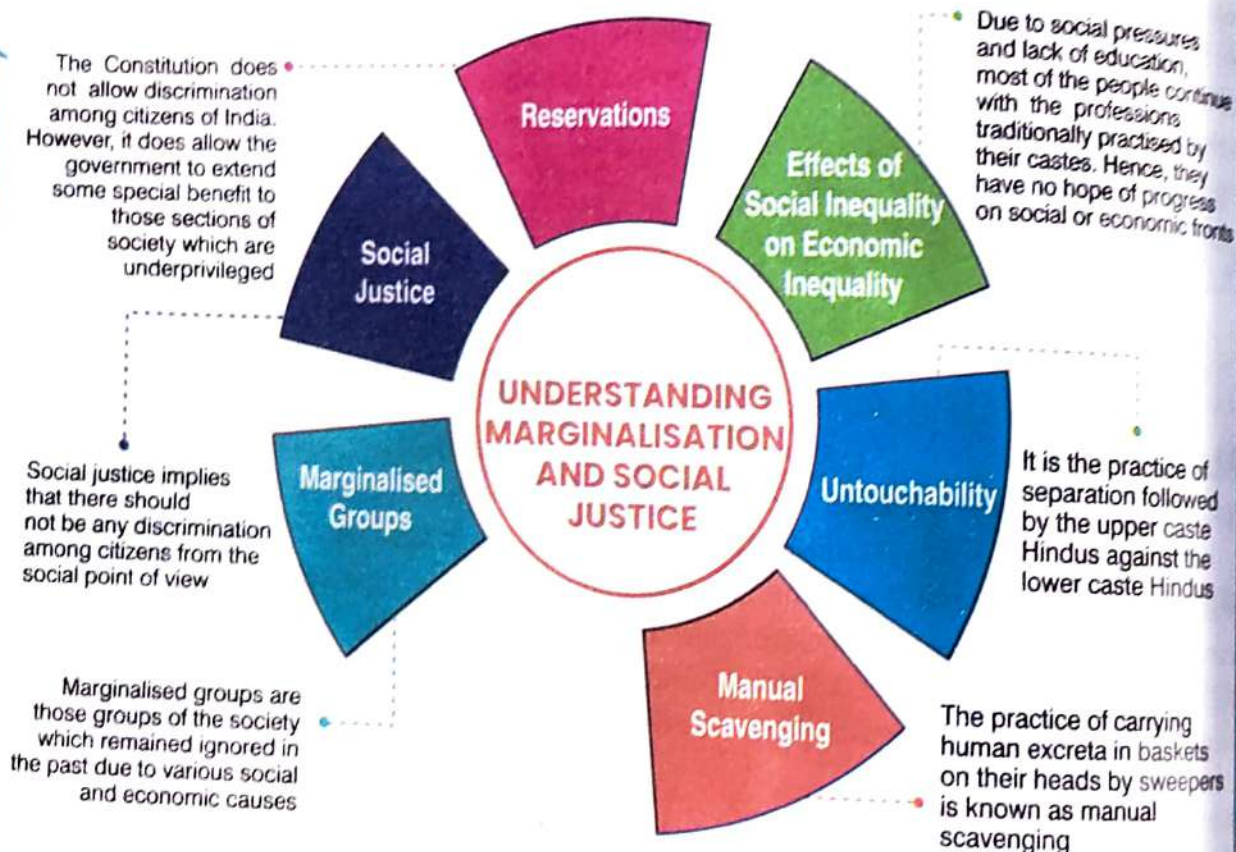 UNDERSTANDING
MARGINALISATION
AND SOCIAL
JUSTICE
Reservations
The Constitution does
not allow discrimination
among citizens of India.
However, it does allow the
government to extend
some special benefit to
those sections of
society which are
underprivileged
Effects of
Social Inequality
on Economic
Inequality
Due to social pressures
and lack of education,
most of the people continue
with the professions
traditionally practised by
their castes. Hence, they
have no hope of progress
on social or economic fronts
Untouchability
It is the practice of
separation followed
by the upper caste
Hindus against the
lower caste Hindus
Manual
Scavenging
The practice of carrying
human excreta in baskets
on their heads by sweepers
is known as manual
scavenging
Marginalised
Groups
Marginalised groups are
those groups of the society
which remained ignored in
the past due to various social
and economic causes
Social
Justice
Social justice implies
that there should
not be any discrimination
among citizens from the
social point of view